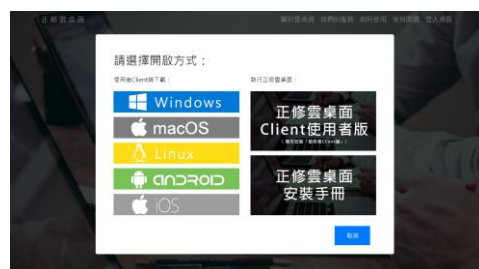 正修雲桌面
關於雲桌面 我們的服務 如何使用 常見問題 登入桌面
請選擇開啟方式：
使用者Client端下載：
Windows
macOS
Linux
ANDROID
iOS
執行正修雲桌面：
正修雲桌面
Client使用者版
正修雲桌面
安裝手冊
取消